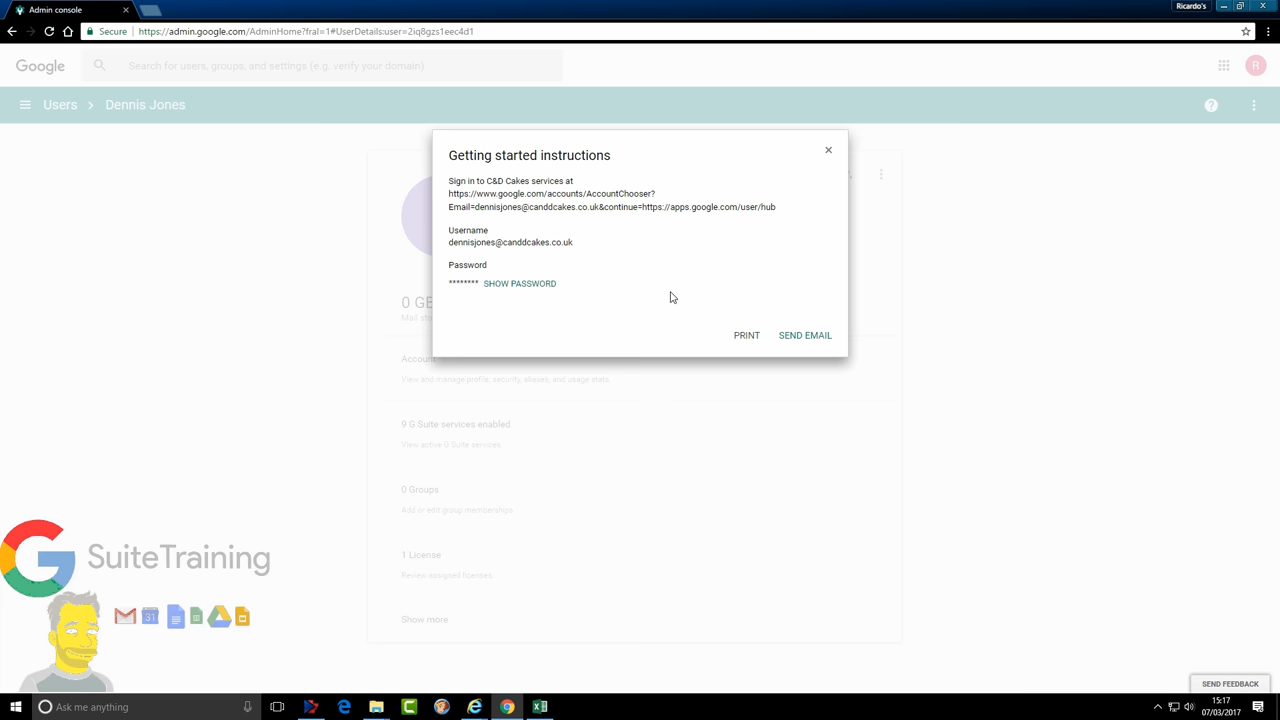 Admin console
Ricardo's
Secure
https://admin.google.com/AdminHome?fral=1#UserDetails:user=2iq8gzs1eec4d1
Google
Search for users, groups, and settings (e.g. verify your domain)
R
Users > Dennis Jones
Getting started instructions
Sign in to C&D Cakes services at
https://www.google.com/accounts/AccountChooser?
Email=dennisjones@canddcakes.co.uk&continue=https://apps.google.com/user/hub
Username
dennisjones@canddcakes.co.uk
Password
******** SHOW PASSWORD
PRINT
SEND EMAIL
0 GE
Mail sto
Account
View and manage profile, security, aliases, and usage stats
9 G Suite services enabled
View active G Suite services
0 Groups
Add or edit group memberships
1 License
Review assigned licenses
Show more
G SuiteTraining
31
SEND FEEDBACK
Ask me anything
15:17
07/03/2017